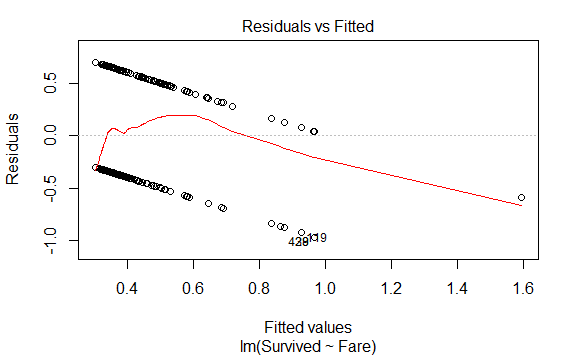 Residuals vs Fitted
Residuals
0.5
0.0
-0.5
-1.0
119
0.4 0.6 0.8 1.0 1.2 1.4 1.6
Fitted values
lm(Survived ~ Fare)